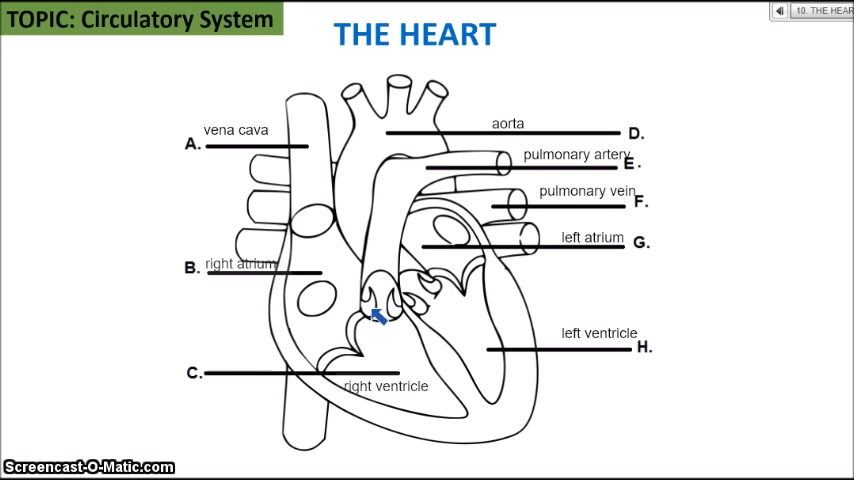 TOPIC: Circulatory System
10. THE HEAR
THE HEART
A. vena cava
aorta D.
pulmonary artery E.
pulmonary vein F.
left atrium G.
B. right atrium
left ventricle H.
C. right ventricle
Screencast-O-Matic.com